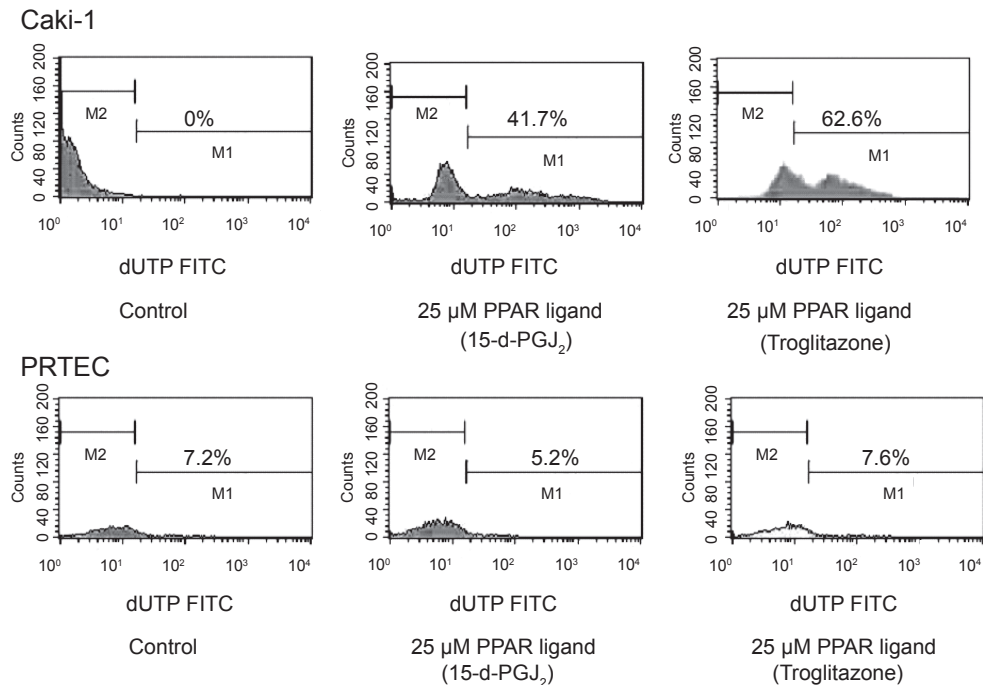 Caki-1
Counts
200
160
120
80
40
0
M2
0%
M1
10⁰ 10¹ 10² 10³ 10⁴
dUTP FITC
Control
Counts
200
160
120
80
40
0
M2
41.7%
M1
10⁰ 10¹ 10² 10³ 10⁴
dUTP FITC
25 µM PPAR ligand
(15-d-PGJ₂)
Counts
200
160
120
80
40
0
M2
62.6%
M1
10⁰ 10¹ 10² 10³ 10⁴
dUTP FITC
25 µM PPAR ligand
(Troglitazone)
PRTEC
Counts
200
160
120
80
40
0
M2
7.2%
M1
10⁰ 10¹ 10² 10³ 10⁴
dUTP FITC
Control
Counts
200
160
120
80
40
0
M2
5.2%
M1
10⁰ 10¹ 10² 10³ 10⁴
dUTP FITC
25 µM PPAR ligand
(15-d-PGJ₂)
Counts
200
160
120
80
40
0
M2
7.6%
M1
10⁰ 10¹ 10² 10³ 10⁴
dUTP FITC
25 µM PPAR ligand
(Troglitazone)